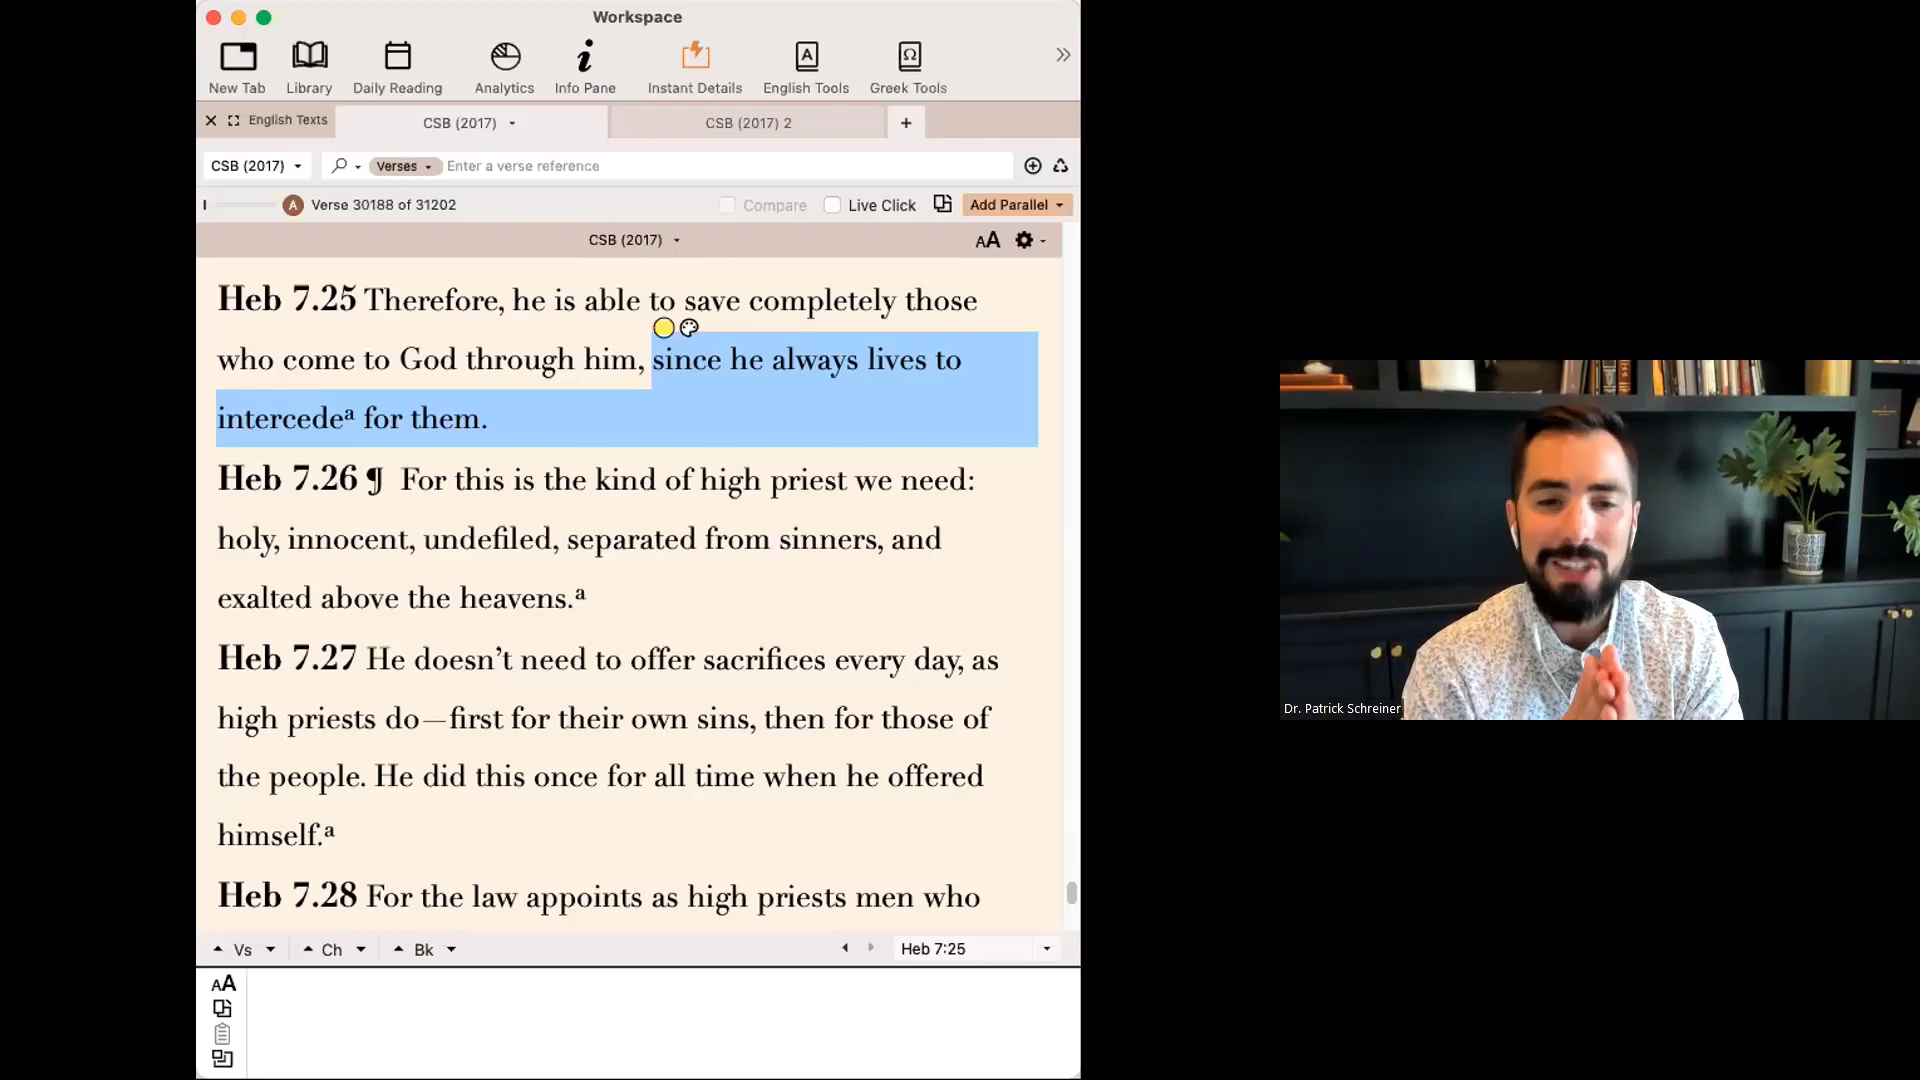 Workspace
New Tab Library Daily Reading Analytics Info Pane Instant Details English Tools Greek Tools
English Texts CSB (2017) CSB (2017) 2
CSB (2017) Verses Enter a verse reference
A Verse 30188 of 31202 Compare Live Click Add Parallel
CSB (2017) AA
Heb 7.25 Therefore, he is able to save completely those
who come to God through him, since he always lives to
intercedeᵃ for them.
Heb 7.26 ¶ For this is the kind of high priest we need:
holy, innocent, undefiled, separated from sinners, and
exalted above the heavens.ᵃ
Heb 7.27 He doesn’t need to offer sacrifices every day, as
high priests do—first for their own sins, then for those of
the people. He did this once for all time when he offered
himself.ᵃ
Heb 7.28 For the law appoints as high priests men who
Vs Ch Bk Heb 7:25
AA
Dr. Patrick Schreiner